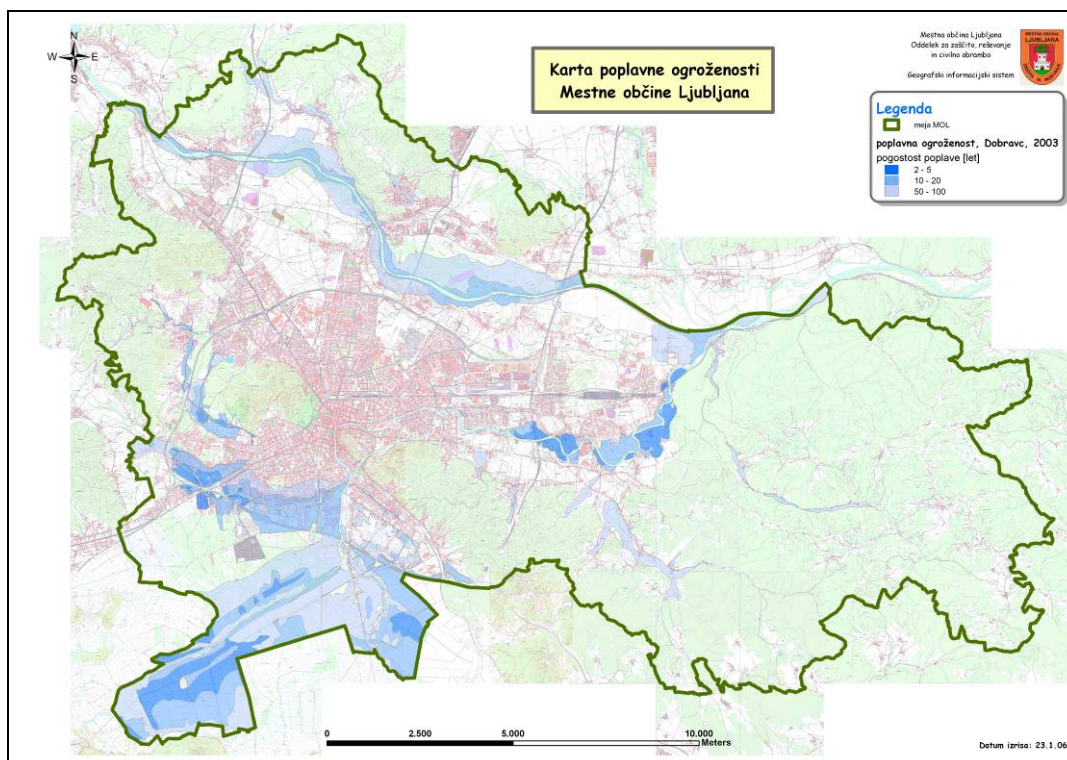 N
W E
S
Karta poplavne ogroženosti
Mestne občine Ljubljana
Mestna občina Ljubljana
Oddelek za zaščito, reševanje
in civilno obrambo
Geografski informacijski sistem
MESTNA OBČINA
LJUBLJANA
Legenda
meja MOL
poplavna ogroženost, Dobravc, 2003
pogostost poplave [let]
2 - 5
10 - 20
50 - 100
0 2.500 5.000 10.000
Meters
Datum izrisa: 23.1.06